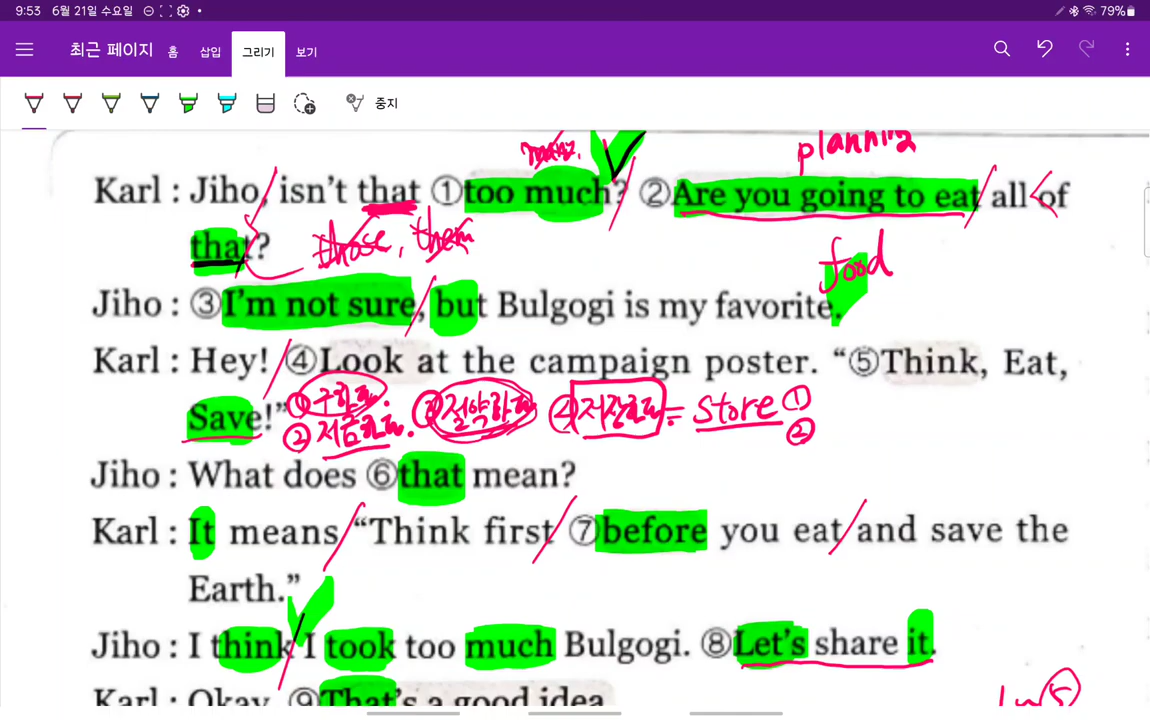 9:53 6월 21일 수요일 79%
최근 페이지 홈 삽입 그리기 보기
중지
planning
Karl : Jiho, isn't that ①too much? ②Are you going to eat all of
that?
those, them
food
Jiho : ③I'm not sure, but Bulgogi is my favorite.
Karl : Hey! ④Look at the campaign poster. “⑤Think, Eat,
Save!”
① 구하다. ③ 절약하다 ④ 저장하다 = store ①
② 저금하다. ②
Jiho : What does ⑥that mean?
Karl : It means “Think first ⑦before you eat and save the
Earth.”
Jiho : I think I took too much Bulgogi. ⑧Let's share it.
Karl : Okay. ⑨That's a good idea.